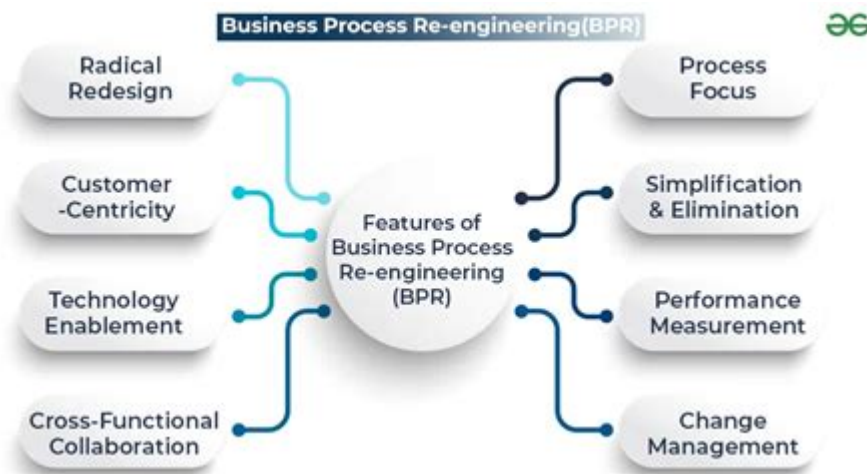 Business Process Re-engineering(BPR)
Radical
Redesign
Customer
-Centricity
Technology
Enablement
Cross-Functional
Collaboration
Features of
Business Process
Re-engineering
(BPR)
Process
Focus
Simplification
& Elimination
Performance
Measurement
Change
Management